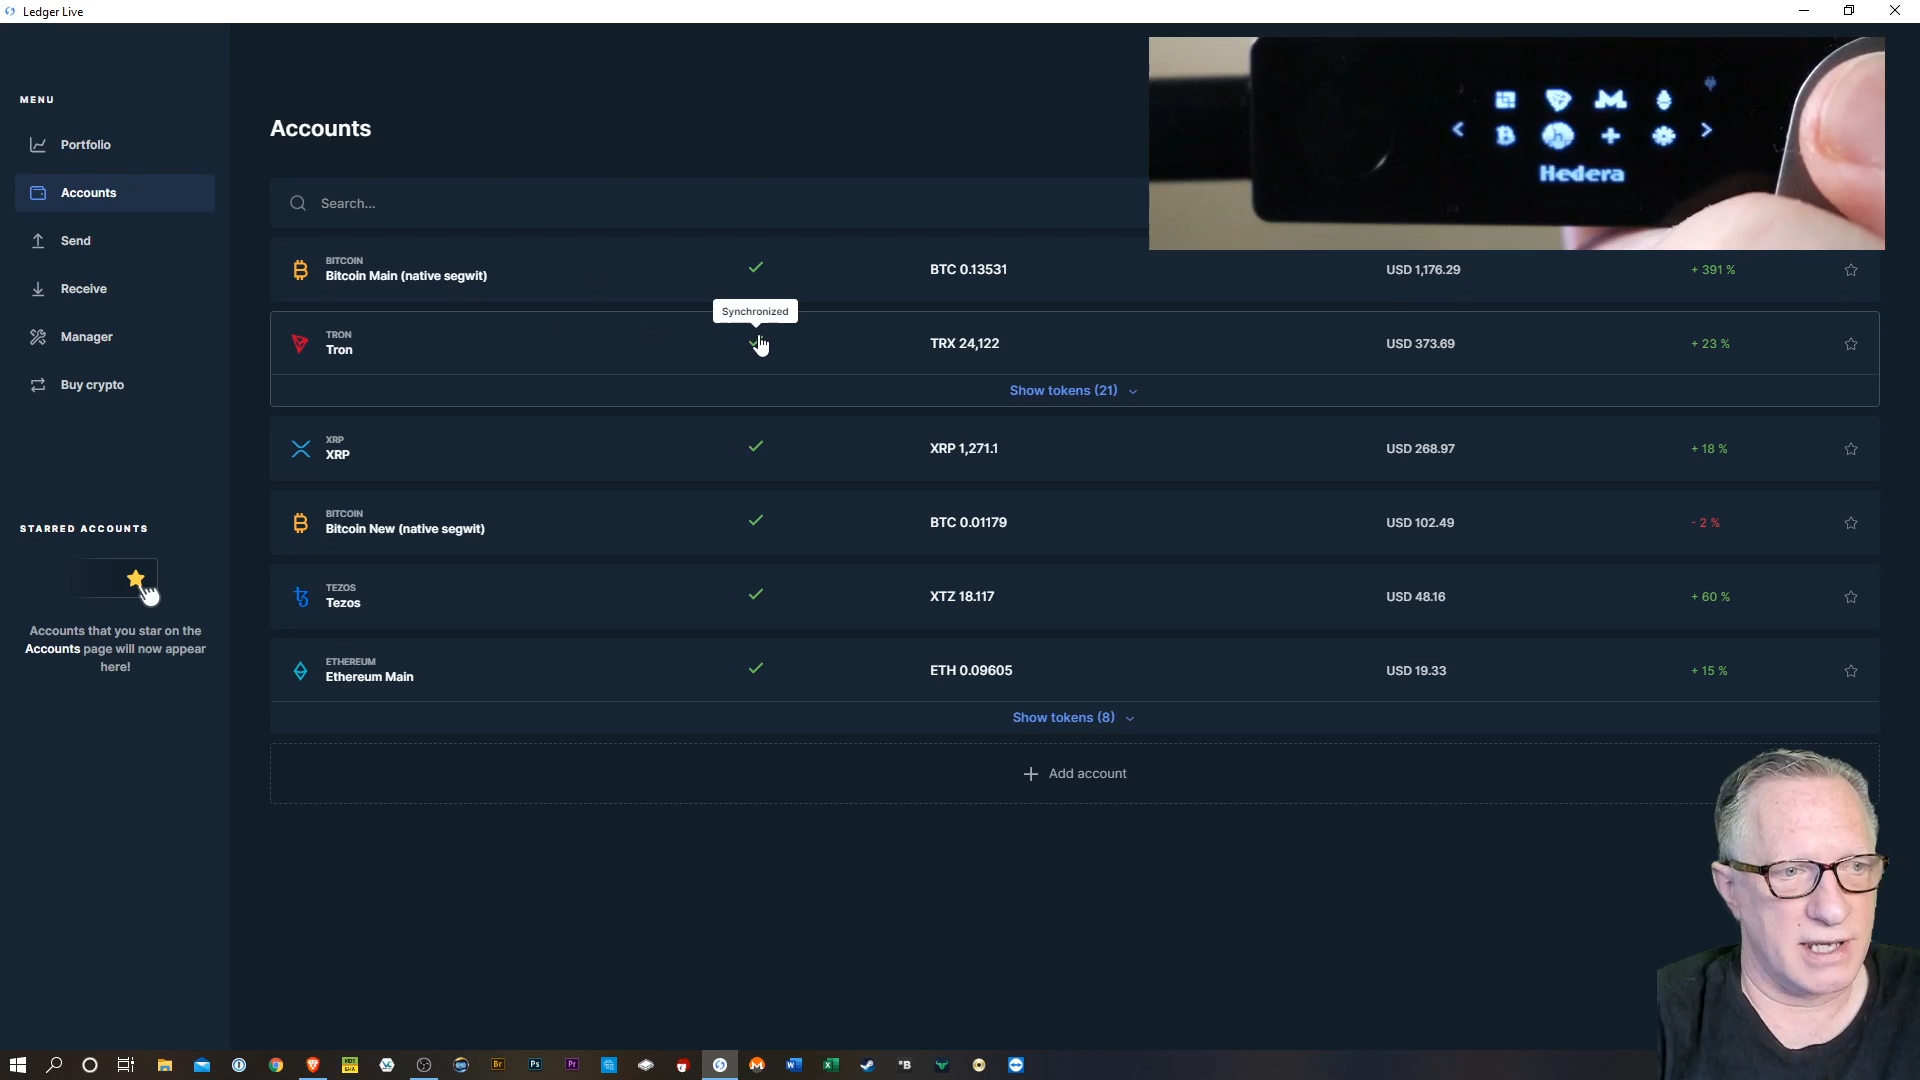 Ledger Live
MENU
Portfolio
Accounts
Send
Receive
Manager
Buy crypto
STARRED ACCOUNTS
Accounts that you star on the
Accounts page will now appear
here!
Accounts
Search...
Hedera
BITCOIN
Bitcoin Main (native segwit)
BTC 0.13531
USD 1,176.29
+ 391 %
Synchronized
TRON
Tron
TRX 24,122
USD 373.69
+ 23 %
Show tokens (21)
XRP
XRP
XRP 1,271.1
USD 268.97
+ 18 %
BITCOIN
Bitcoin New (native segwit)
BTC 0.01179
USD 102.49
- 2 %
TEZOS
Tezos
XTZ 18.117
USD 48.16
+ 60 %
ETHEREUM
Ethereum Main
ETH 0.09605
USD 19.33
+ 15 %
Show tokens (8)
Add account
Br
Ps
Pr